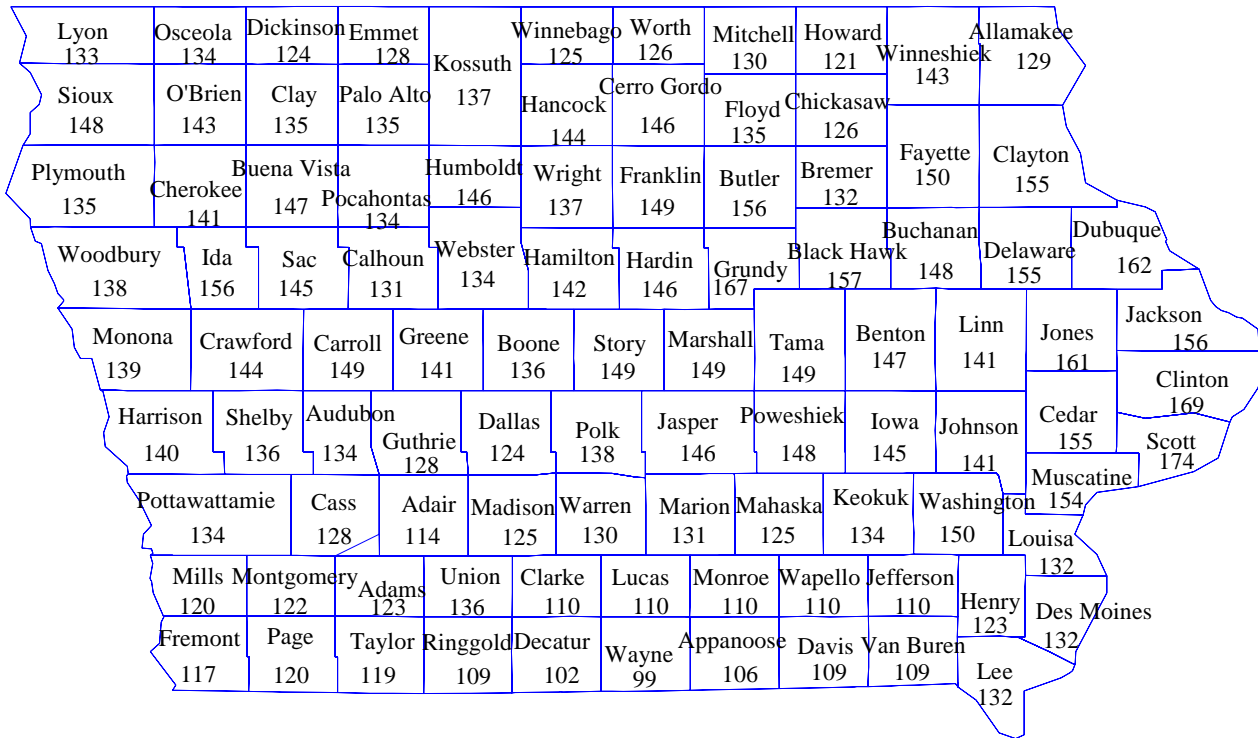 Lyon
133
Osceola
134
Dickinson
124
Emmet
128
Kossuth
137
Winnebago
125
Worth
126
Mitchell
130
Howard
121
Winneshiek
143
Allamakee
129
Sioux
148
O'Brien
143
Clay
135
Palo Alto
135
Hancock
144
Cerro Gordo
146
Floyd
135
Chickasaw
126
Plymouth
135
Cherokee
141
Buena Vista
147
Pocahontas
134
Humboldt
146
Wright
137
Franklin
149
Butler
156
Bremer
132
Fayette
150
Clayton
155
Woodbury
138
Ida
156
Sac
145
Calhoun
131
Webster
134
Hamilton
142
Hardin
146
Grundy
167
Black Hawk
157
Buchanan
148
Delaware
155
Dubuque
162
Monona
139
Crawford
144
Carroll
149
Greene
141
Boone
136
Story
149
Marshall
149
Tama
149
Benton
147
Linn
141
Jones
161
Jackson
156
Clinton
169
Harrison
140
Shelby
136
Audubon
134
Guthrie
128
Dallas
124
Polk
138
Jasper
146
Poweshiek
148
Iowa
145
Johnson
141
Cedar
155
Scott
174
Muscatine
154
Pottawattamie
134
Cass
128
Adair
114
Madison
125
Warren
130
Marion
131
Mahaska
125
Keokuk
134
Washington
150
Louisa
132
Mills
120
Montgomery
122
Adams
123
Union
136
Clarke
110
Lucas
110
Monroe
110
Wapello
110
Jefferson
110
Henry
123
Des Moines
132
Fremont
117
Page
120
Taylor
119
Ringgold
109
Decatur
102
Wayne
99
Appanoose
106
Davis
109
Van Buren
109
Lee
132